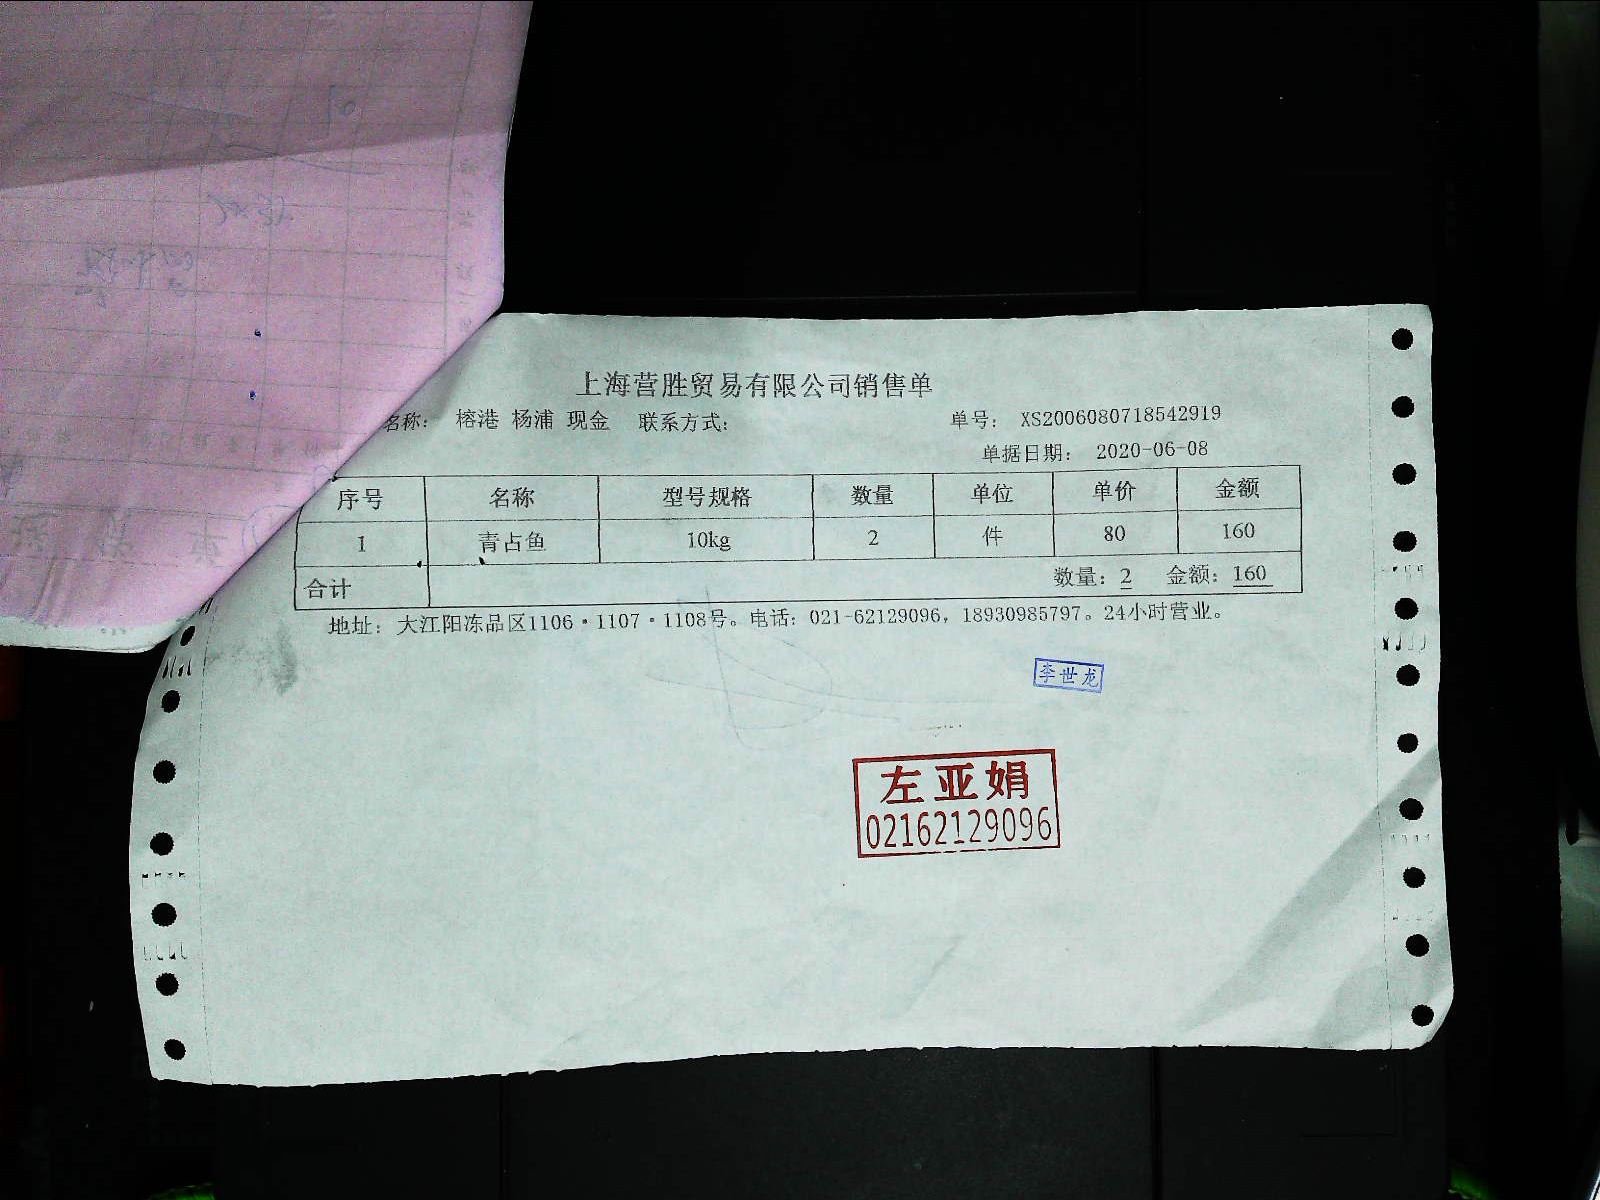 上海营胜贸易有限公司销售单
名称： 榕港 杨浦 现金 联系方式： 单号： XS2006080718542919
单据日期： 2020-06-08
序号 名称 型号规格 数量 单位 单价 金额
1 青占鱼 10kg 2 件 80 160
合计 数量：2 金额：160
地址： 大江阳冻品区1106·1107·1108号。电话：021-62129096，18930985797。24小时营业。
李世龙
左亚娟
02162129096